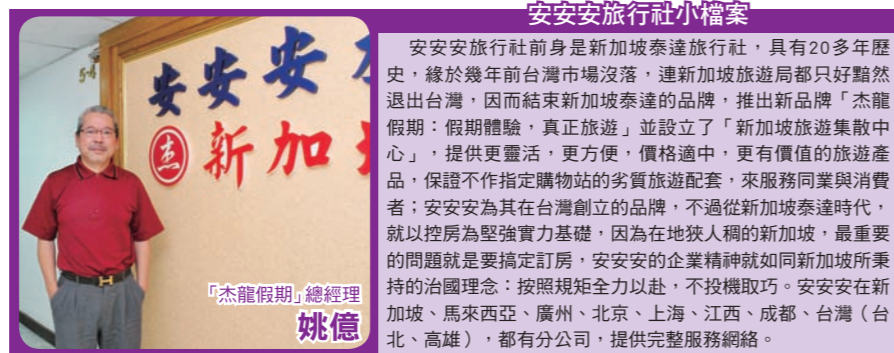 安安安旅行社小檔案
5-4
安安安
杰 新加
「杰龍假期」總經理
姚億
安安安旅行社前身是新加坡泰達旅行社,具有20多年歷
史,緣於幾年前台灣市場沒落,連新加坡旅遊局都只好黯然
退出台灣,因而結束新加坡泰達的品牌,推出新品牌「杰龍
假期:假期體驗,真正旅遊」並設立了「新加坡旅遊集散中
心」,提供更靈活,更方便,價格適中,更有價值的旅遊產
品,保證不作指定購物站的劣質旅遊配套,來服務同業與消費
者;安安安為其在台灣創立的品牌,不過從新加坡泰達時代,
就以控房為堅強實力基礎,因為在地狹人稠的新加坡,最重要
的問題就是要搞定訂房,安安安的企業精神就如同新加坡所秉
持的治國理念:按照規矩全力以赴,不投機取巧。安安安在新
加坡、馬來西亞、廣州、北京、上海、江西、成都、台灣(台
北、高雄),都有分公司,提供完整服務網絡。